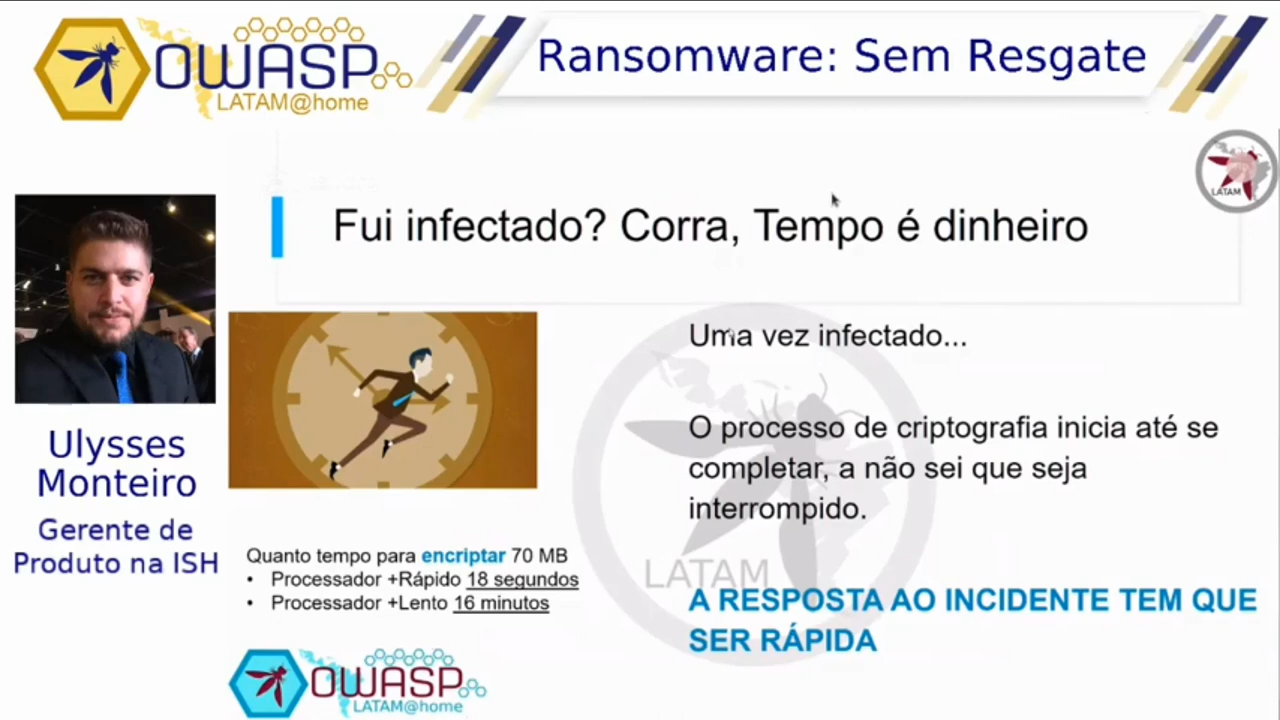 OWASP
LATAM@home
Ransomware: Sem Resgate
LATAM
Fui infectado? Corra, Tempo é dinheiro
Ulysses
Monteiro
Gerente de
Produto na ISH
Quanto tempo para encriptar 70 MB
• Processador +Rápido 18 segundos
• Processador +Lento 16 minutos
Uma vez infectado...
O processo de criptografia inicia até se
completar, a não sei que seja
interrompido.
LATAM
A RESPOSTA AO INCIDENTE TEM QUE
SER RÁPIDA
OWASP
LATAM@home